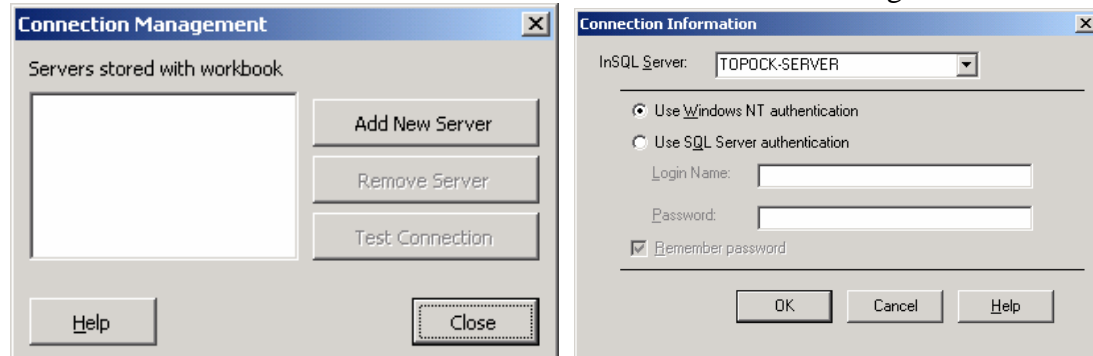 Connection Management
Servers stored with workbook
Add New Server
Remove Server
Test Connection
Help
Close
Connection Information
InSQL Server: TOPOCK-SERVER
Use Windows NT authentication
Use SQL Server authentication
Login Name:
Password:
Remember password
OK Cancel Help